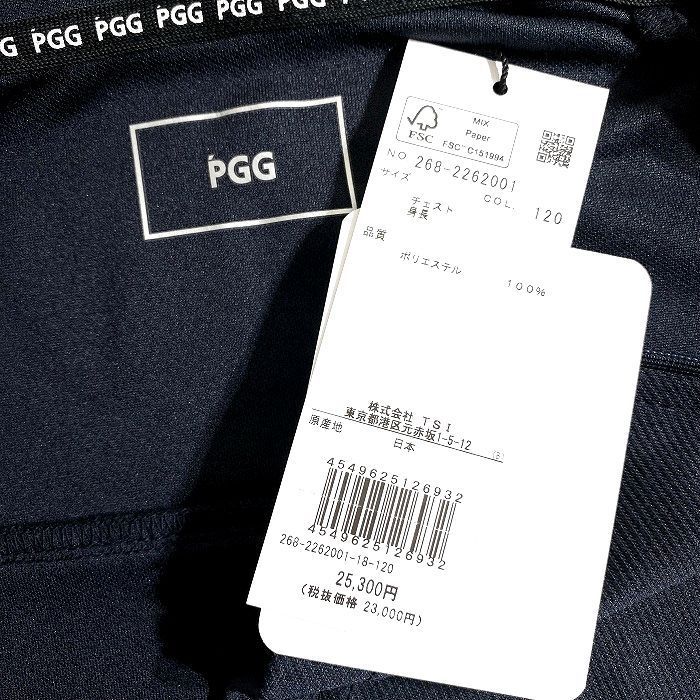 G PGG PGG PGG PGG PGG PGG
PGG
FSC
MIX
Paper
FSC™ C151994
NO 268-2262001
サイズ
COL. 120
チェスト
身長
品質
ポリエステル 100%
株式会社 TSI
東京都港区元赤坂1-5-12
原産地 日本
4549625126932
4549625126932
268-2262001-18-120
25,300円
(税抜価格 23,000円)